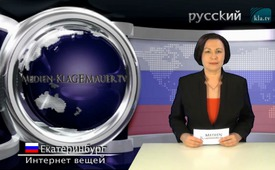 русский
kla.tv
MEDIEN-KLAGEMAUER.TV
Екатеринбург
Интернет вещей